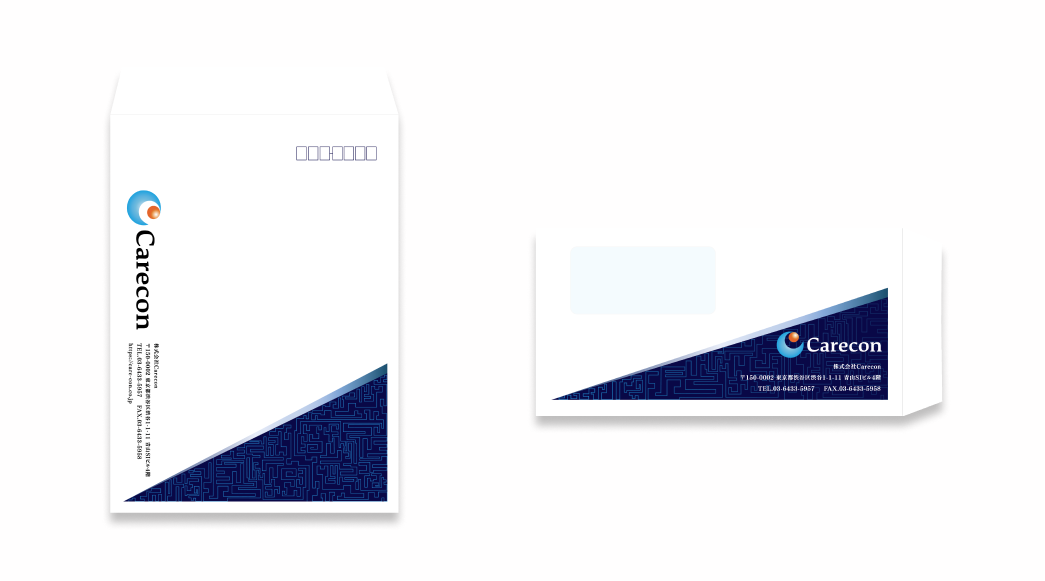 Carecon
株式会社Carecon
〒150-0002 東京都渋谷区渋谷1-1-11 青山SIビル4階
TEL.03-6433-5957 FAX.03-6433-5958
https://care-con.co.jp
Carecon
株式会社Carecon
〒150-0002 東京都渋谷区渋谷1-1-11 青山SIビル4階
TEL.03-6433-5957 FAX.03-6433-5958